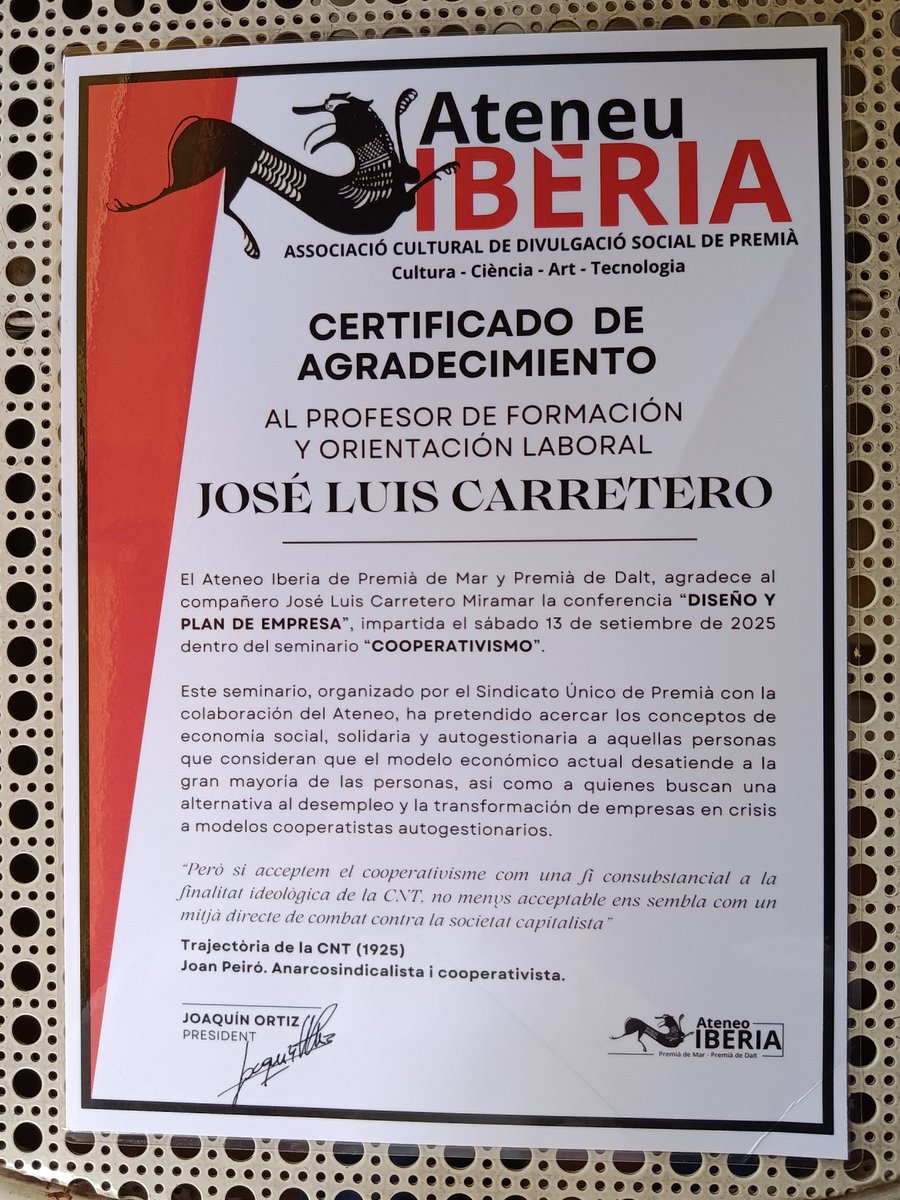 Ateneu
IBÈRIA
ASSOCIACIÓ CULTURAL DE DIVULGACIÓ SOCIAL DE PREMIÀ
Cultura - Ciència - Art - Tecnologia
CERTIFICADO DE
AGRADECIMIENTO
AL PROFESOR DE FORMACIÓN
Y ORIENTACIÓN LABORAL
JOSÉ LUIS CARRETERO
El Ateneo Iberia de Premià de Mar y Premià de Dalt, agradece al
compañero José Luis Carretero Miramar la conferencia “DISEÑO Y
PLAN DE EMPRESA”, impartida el sábado 13 de setiembre de 2025
dentro del seminario “COOPERATIVISMO”.
Este seminario, organizado por el Sindicato Único de Premià con la
colaboración del Ateneo, ha pretendido acercar los conceptos de
economía social, solidaria y autogestionaria a aquellas personas
que consideran que el modelo económico actual desatiende a la
gran mayoría de las personas, así como a quienes buscan una
alternativa al desempleo y la transformación de empresas en crisis
a modelos cooperatistas autogestionarios.
“Però si acceptem el cooperativisme com una fi consubstancial a la
finalitat ideològica de la CNT, no menys acceptable ens sembla com un
mitjà directe de combat contra la societat capitalista”
Trajectòria de la CNT (1925)
Joan Peiró. Anarcosindicalista i cooperativista.
JOAQUÍN ORTIZ
PRESIDENT
Ateneo
IBERIA
Premià de Mar - Premià de Dalt